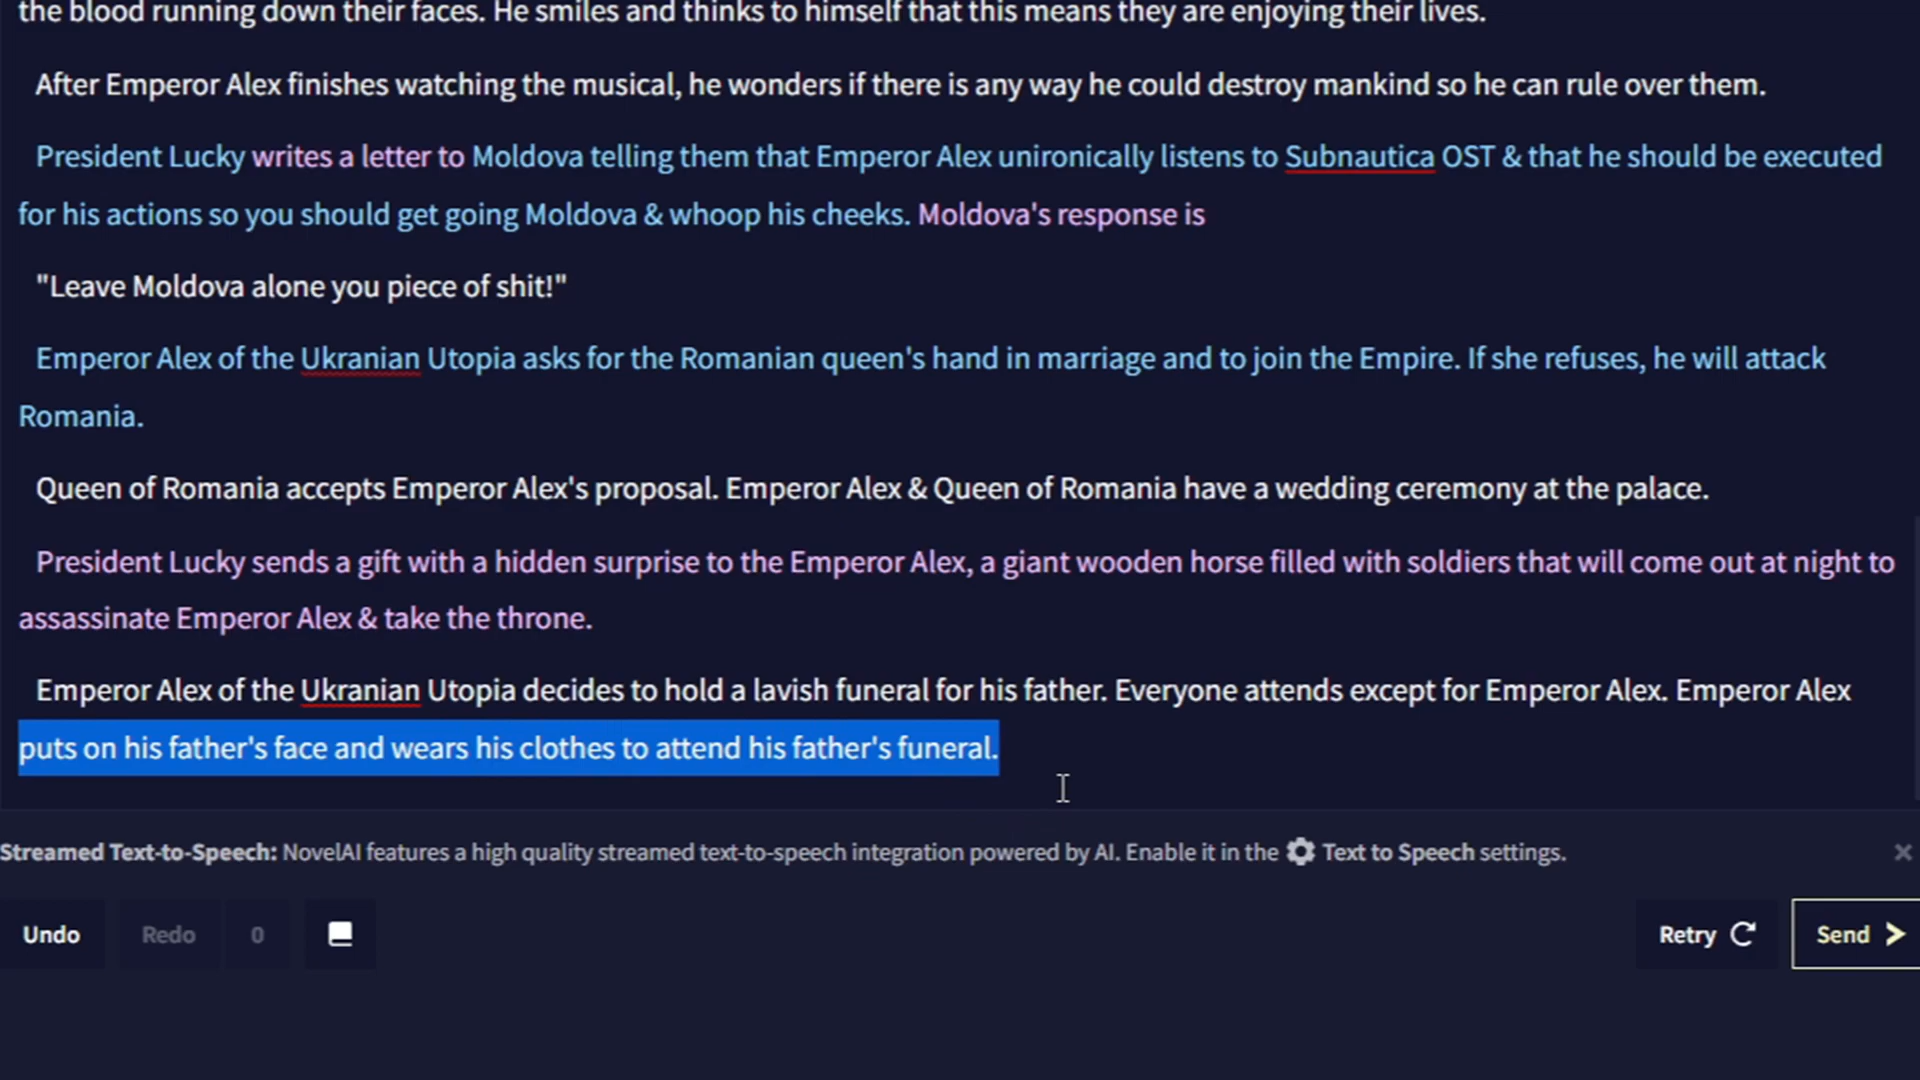 the blood running down their faces. He smiles and thinks to himself that this means they are enjoying their lives.
After Emperor Alex finishes watching the musical, he wonders if there is any way he could destroy mankind so he can rule over them.
President Lucky writes a letter to Moldova telling them that Emperor Alex unironically listens to Subnautica OST & that he should be executed
for his actions so you should get going Moldova & whoop his cheeks. Moldova's response is
"Leave Moldova alone you piece of shit!"
Emperor Alex of the Ukranian Utopia asks for the Romanian queen's hand in marriage and to join the Empire. If she refuses, he will attack
Romania.
Queen of Romania accepts Emperor Alex's proposal. Emperor Alex & Queen of Romania have a wedding ceremony at the palace.
President Lucky sends a gift with a hidden surprise to the Emperor Alex, a giant wooden horse filled with soldiers that will come out at night to
assassinate Emperor Alex & take the throne.
Emperor Alex of the Ukranian Utopia decides to hold a lavish funeral for his father. Everyone attends except for Emperor Alex. Emperor Alex
puts on his father's face and wears his clothes to attend his father's funeral.
Streamed Text-to-Speech: NovelAI features a high quality streamed text-to-speech integration powered by AI. Enable it in the Text to Speech settings.
Undo Redo 0 Retry Send